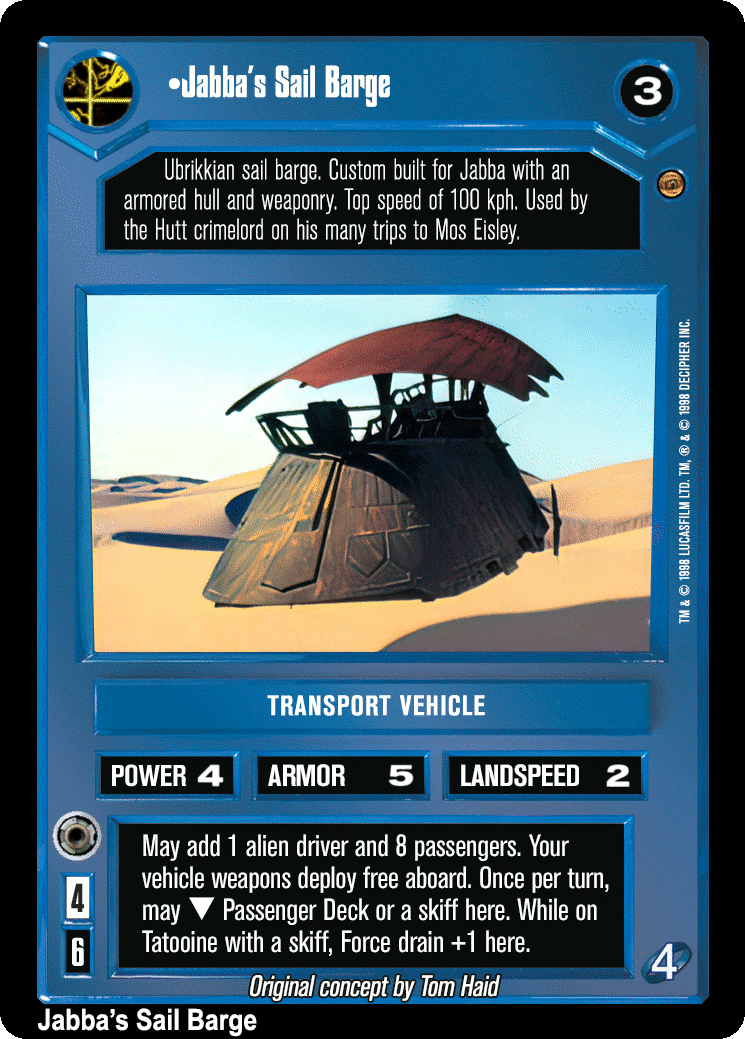 •Jabba's Sail Barge
3
Ubrikkian sail barge. Custom built for Jabba with an
armored hull and weaponry. Top speed of 100 kph. Used by
the Hutt crimelord on his many trips to Mos Eisley.
TM & © 1998 LUCASFILM LTD. TM, ® & © 1998 DECIPHER INC.
TRANSPORT VEHICLE
POWER 4 ARMOR 5 LANDSPEED 2
May add 1 alien driver and 8 passengers. Your
vehicle weapons deploy free aboard. Once per turn,
may ▼ Passenger Deck or a skiff here. While on
Tatooine with a skiff, Force drain +1 here.
4
6
4
Original concept by Tom Haid
Jabba's Sail Barge